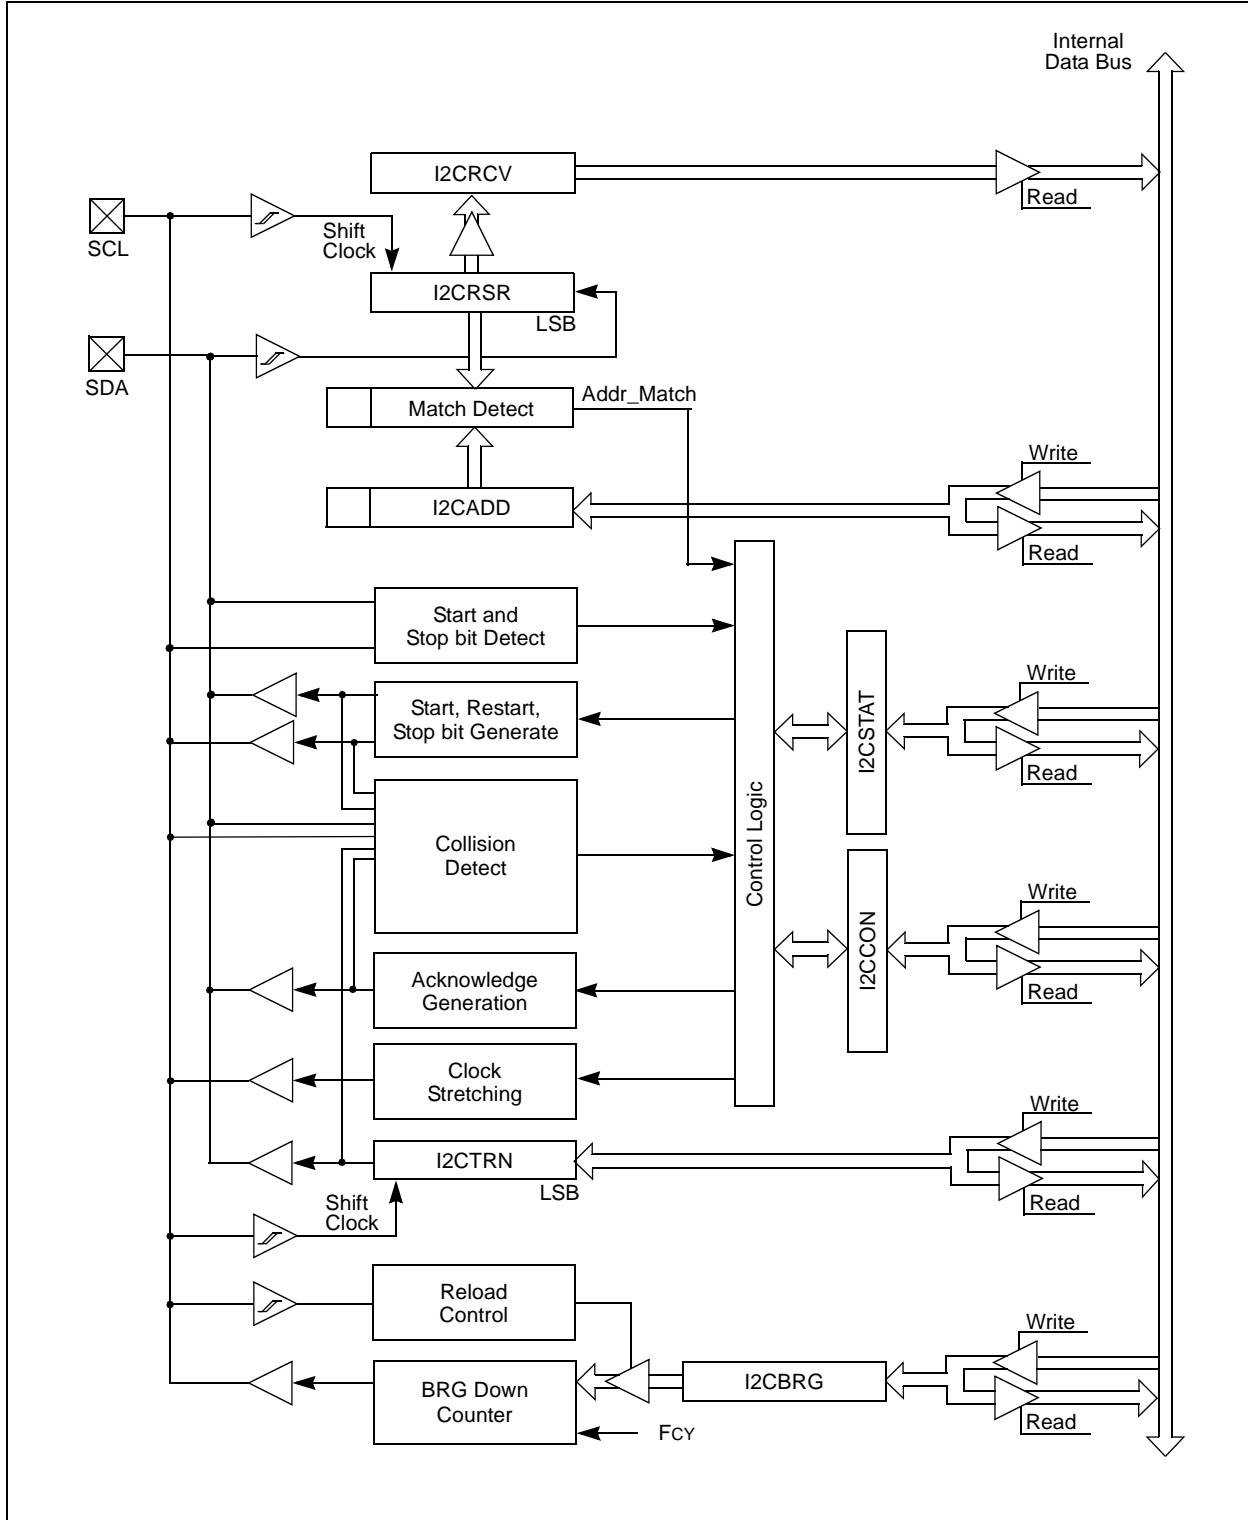 Internal
Data Bus
I2CRCV
Read
Shift
Clock
SCL
I2CRSR
LSB
SDA
Addr_Match
Match Detect
Write
I2CADD
Read
Start and
Stop bit Detect
Write
Start, Restart,
Stop bit Generate
I2CSTAT
Read
Control Logic
Collision
Detect
Write
I2CCON
Acknowledge
Generation
Read
Clock
Stretching
Write
I2CTRN
LSB
Read
Shift
Clock
Reload
Control
Write
I2CBRG
BRG Down
Counter
Read
FCY